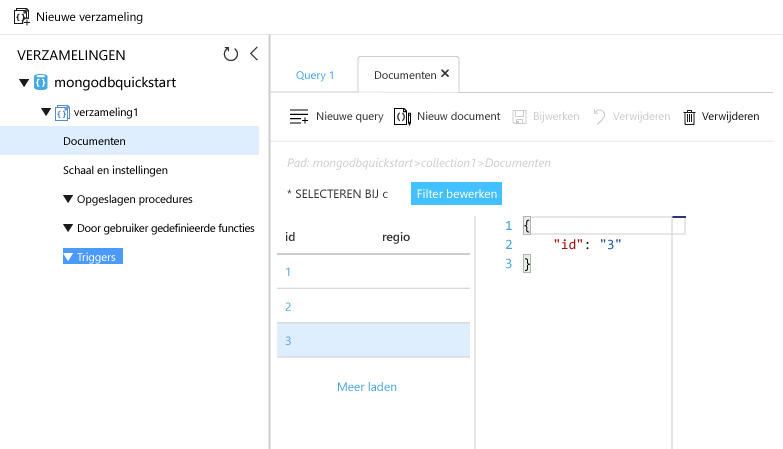 Nieuwe verzameling
VERZAMELINGEN
mongodbquickstart
verzameling1
Documenten
Schaal en instellingen
Opgeslagen procedures
Door gebruiker gedefinieerde functies
Triggers
Query 1
Documenten
Nieuwe query
Nieuw document
Bijwerken
Verwijderen
Verwijderen
Pad: mongodbquickstart>collection1>Documenten
* SELECTEREN BIJ c
Filter bewerken
id regio
1
2
3
Meer laden
1 {
2 "id": "3"
3 }